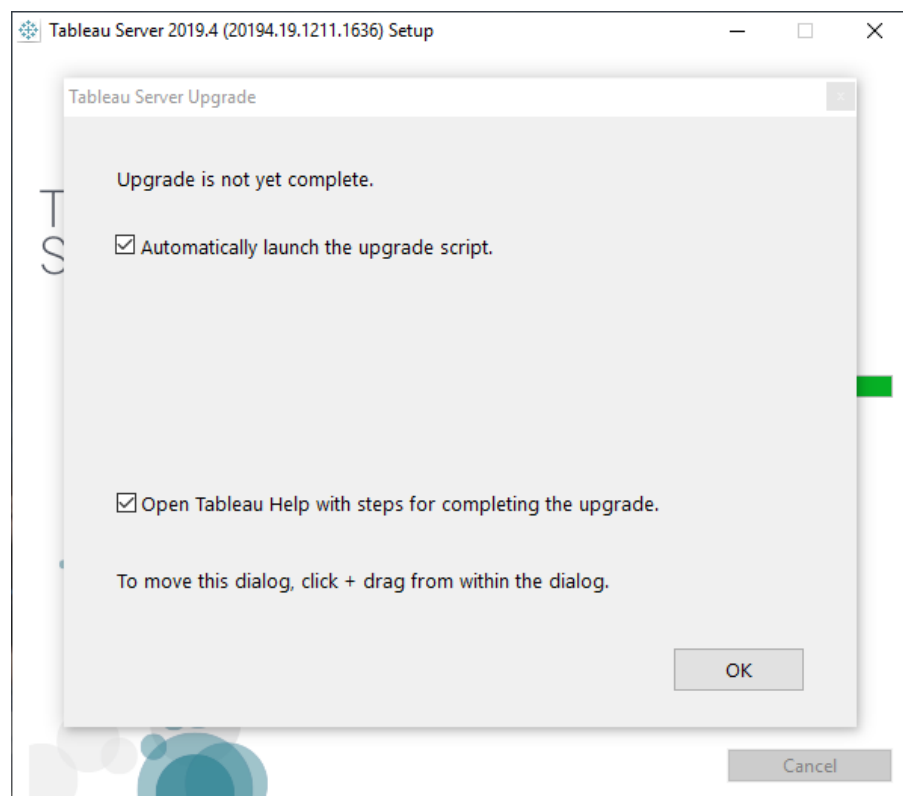 Tableau Server 2019.4 (20194.19.1211.1636) Setup
Tableau Server Upgrade
x
Upgrade is not yet complete.
T
S
Automatically launch the upgrade script.
Open Tableau Help with steps for completing the upgrade.
To move this dialog, click + drag from within the dialog.
OK
Cancel